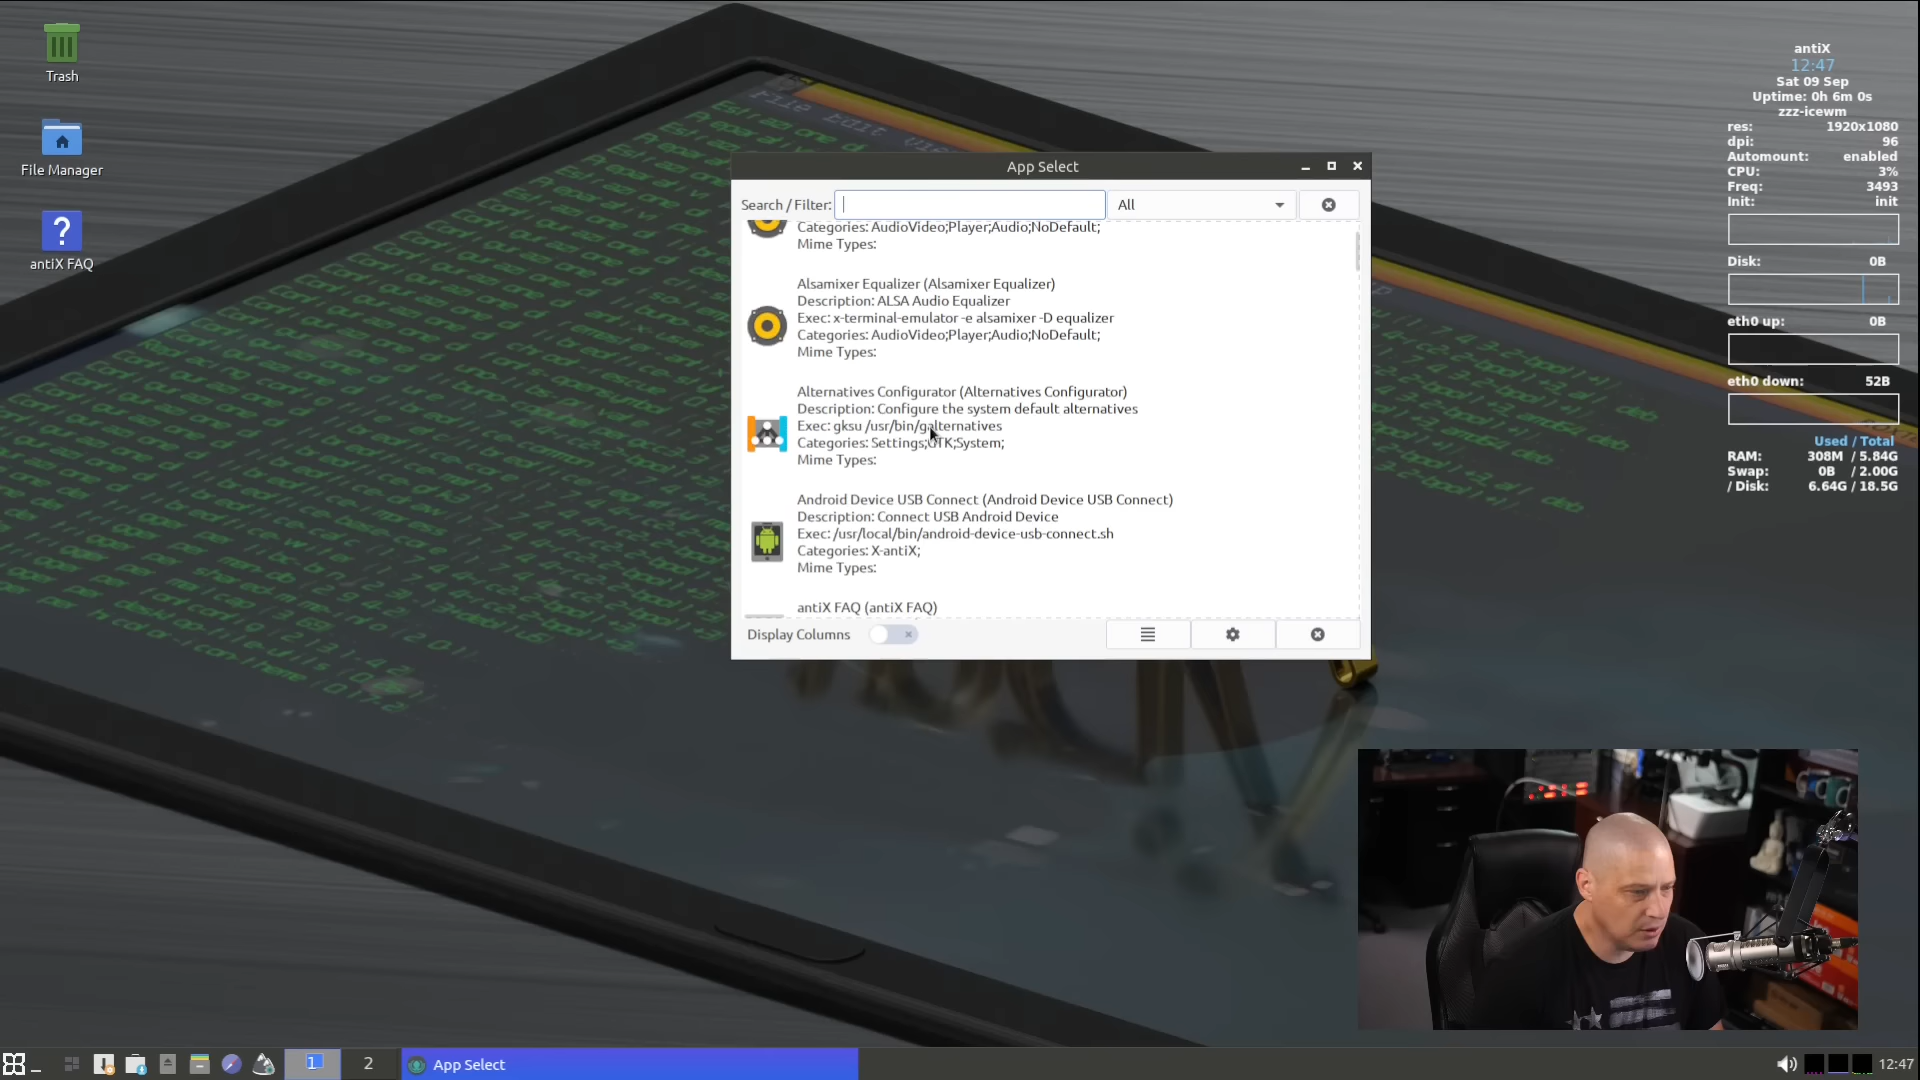 Trash
File Manager
antiX FAQ
App Select
Search / Filter:
All
Categories: AudioVideo;Player;Audio;NoDefault;
Mime Types:
Alsamixer Equalizer (Alsamixer Equalizer)
Description: ALSA Audio Equalizer
Exec: x-terminal-emulator -e alsamixer -D equalizer
Categories: AudioVideo;Player;Audio;NoDefault;
Mime Types:
Alternatives Configurator (Alternatives Configurator)
Description: Configure the system default alternatives
Exec: gksu /usr/bin/galternatives
Categories: Settings;GTK;System;
Mime Types:
Android Device USB Connect (Android Device USB Connect)
Description: Connect USB Android Device
Exec: /usr/local/bin/android-device-usb-connect.sh
Categories: X-antiX;
Mime Types:
antiX FAQ (antiX FAQ)
Display Columns
antiX
12:47
Sat 09 Sep
Uptime: 0h 6m 0s
zzz-icewm
res: 1920x1080
dpi: 96
Automount: enabled
CPU: 3%
Freq: 3493
Init: init
Disk: 0B
eth0 up: 0B
eth0 down: 52B
Used / Total
RAM: 308M / 5.84G
Swap: 0B / 2.00G
/ Disk: 6.64G / 18.5G
File Edit
1
2
App Select
12:47